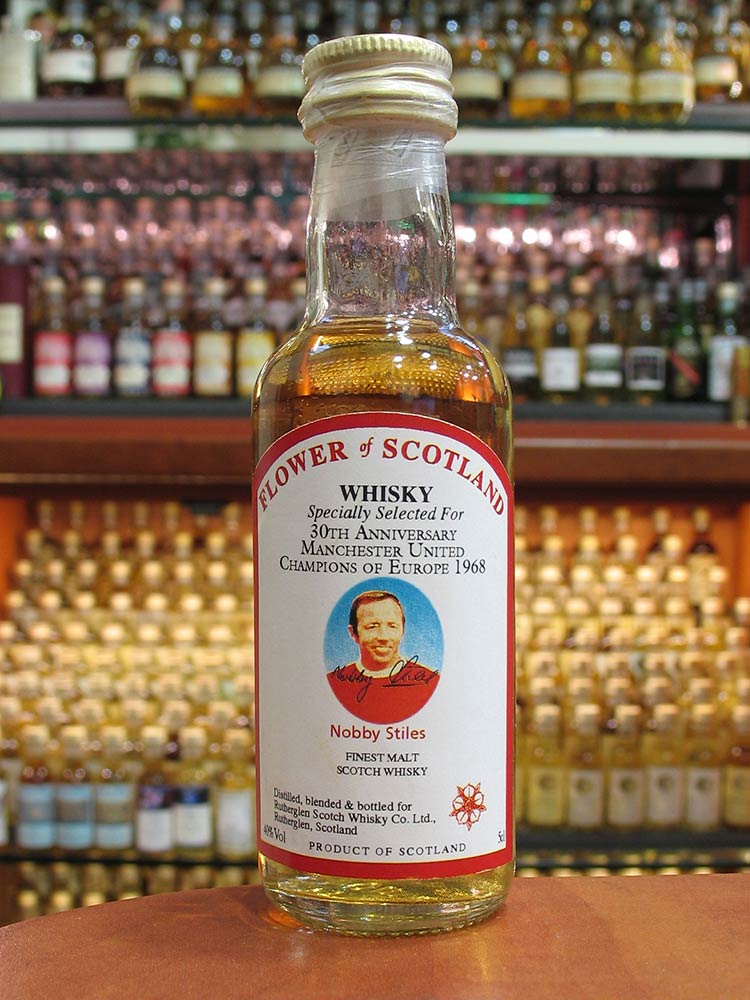 FLOWER of SCOTLAND
WHISKY
Specially Selected For
30TH ANNIVERSARY
MANCHESTER UNITED
CHAMPIONS OF EUROPE 1968
Nobby Stiles
Nobby Stiles
FINEST MALT
SCOTCH WHISKY
Distilled, blended & bottled for
Rutherglen Scotch Whisky Co. Ltd.,
Rutherglen, Scotland
40% Vol
5cl
PRODUCT OF SCOTLAND